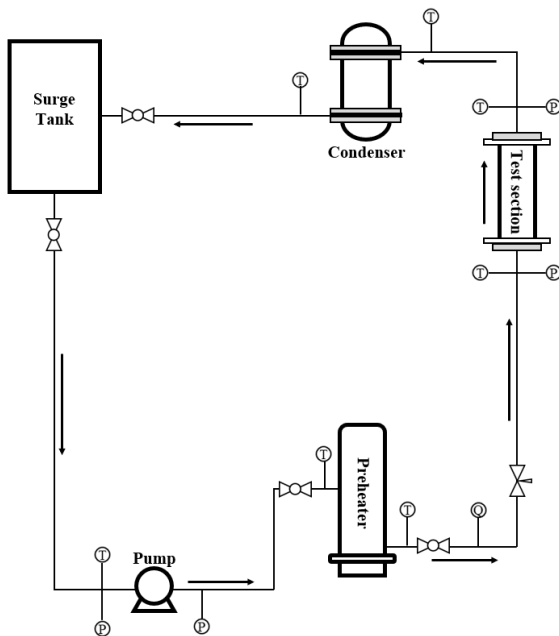 T
Surge
Tank
T
Condenser
T
P
Test section
T
P
T
Preheater
T
Q
T
Pump
P
P